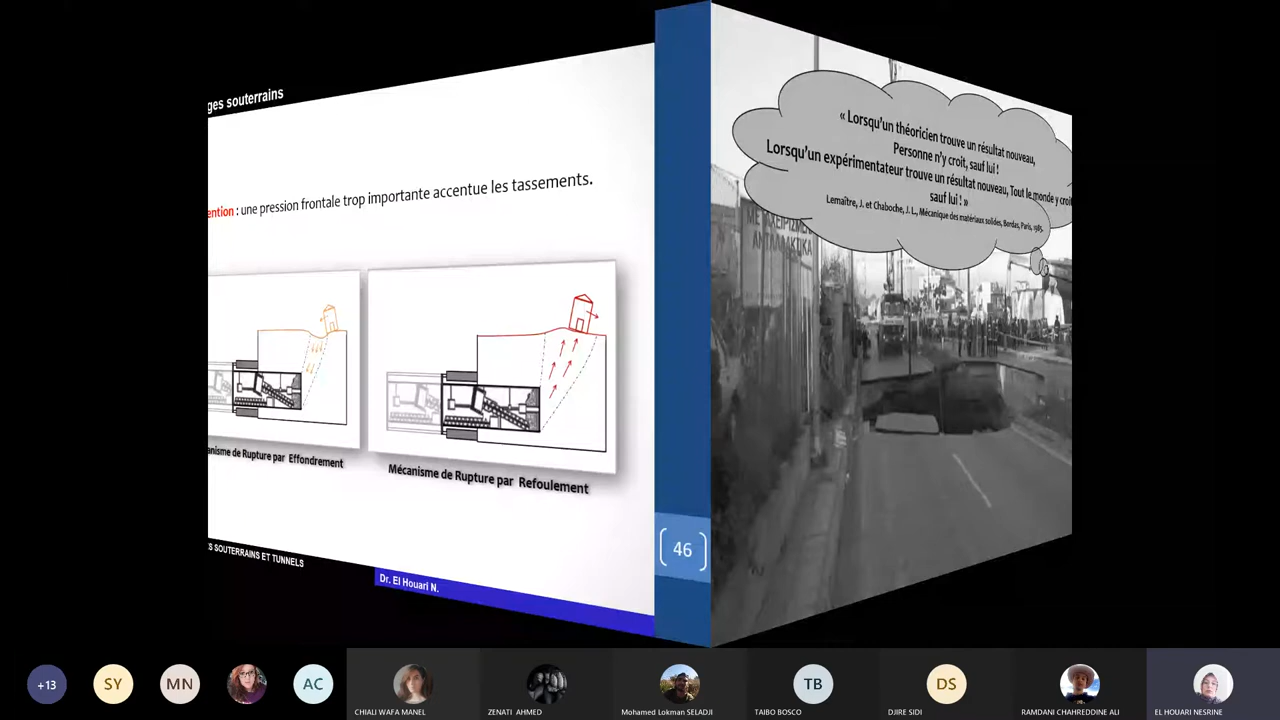 ges souterrains
ention : une pression frontale trop importante accentue les tassements.
anisme de Rupture par Effondrement
Mécanisme de Rupture par Refoulement
S SOUTERRAINS ET TUNNELS
Dr. El Houari N.
46
« Lorsqu'un théoricien trouve un résultat nouveau,
Personne n'y croit, sauf lui !
Lorsqu'un expérimentateur trouve un résultat nouveau, Tout le monde y croit
sauf lui ! »
Lemaître, J. et Chaboche, J. L., Mécanique des matériaux solides, Bordas, Paris, 1985.
ΑΝΤΑΛΛΑΚΤΙΚΑ
+13
SY
MN
AC
CHIALI WAFA MANEL
ZENATI AHMED
Mohamed Lokman SELADJI
TB
TAIBO BOSCO
DS
DJIRE SIDI
RAMDANI CHAHREDDINE ALI
EL HOUARI NESRINE